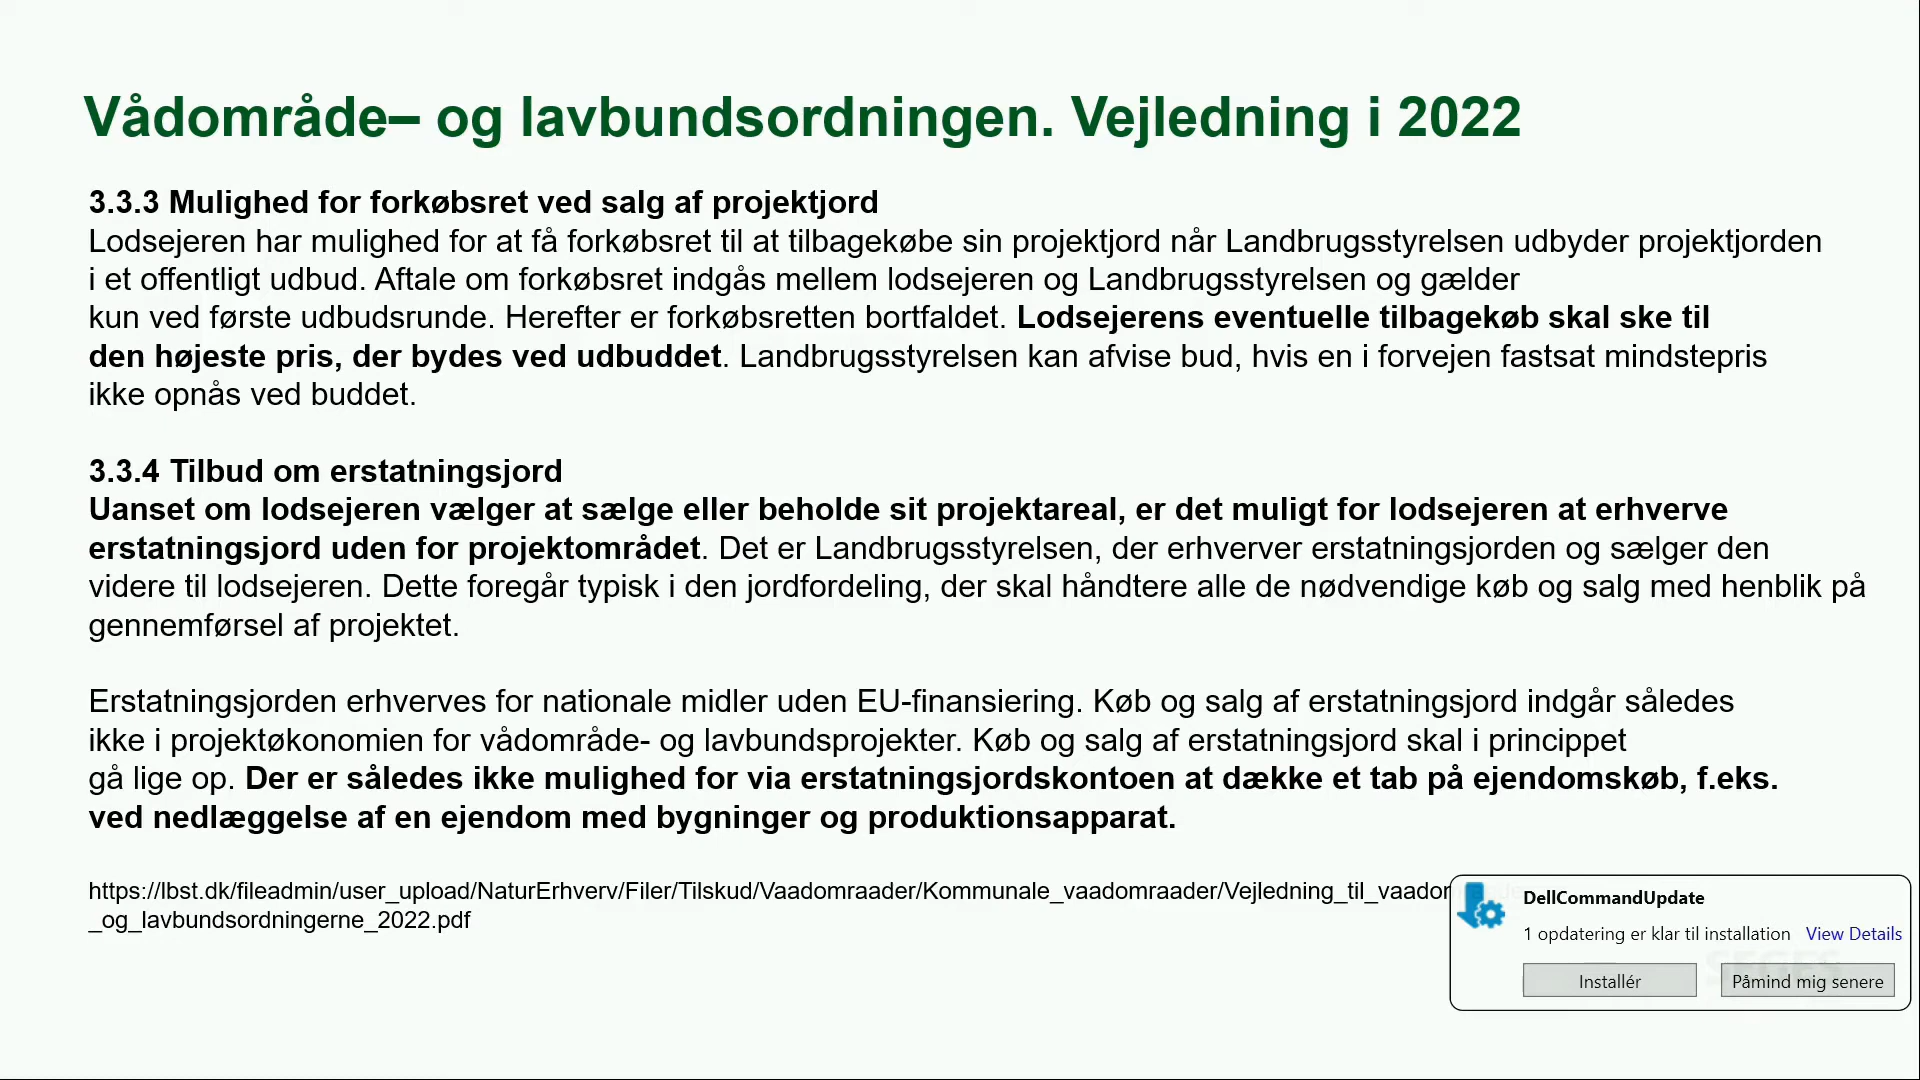 Vådområde– og lavbundsordningen. Vejledning i 2022
3.3.3 Mulighed for forkøbsret ved salg af projektjord
Lodsejeren har mulighed for at få forkøbsret til at tilbagekøbe sin projektjord når Landbrugsstyrelsen udbyder projektjorden
i et offentligt udbud. Aftale om forkøbsret indgås mellem lodsejeren og Landbrugsstyrelsen og gælder
kun ved første udbudsrunde. Herefter er forkøbsretten bortfaldet. Lodsejerens eventuelle tilbagekøb skal ske til
den højeste pris, der bydes ved udbuddet. Landbrugsstyrelsen kan afvise bud, hvis en i forvejen fastsat mindstepris
ikke opnås ved buddet.
3.3.4 Tilbud om erstatningsjord
Uanset om lodsejeren vælger at sælge eller beholde sit projektareal, er det muligt for lodsejeren at erhverve
erstatningsjord uden for projektområdet. Det er Landbrugsstyrelsen, der erhverver erstatningsjorden og sælger den
videre til lodsejeren. Dette foregår typisk i den jordfordeling, der skal håndtere alle de nødvendige køb og salg med henblik på
gennemførsel af projektet.
Erstatningsjorden erhverves for nationale midler uden EU-finansiering. Køb og salg af erstatningsjord indgår således
ikke i projektøkonomien for vådområde- og lavbundsprojekter. Køb og salg af erstatningsjord skal i princippet
gå lige op. Der er således ikke mulighed for via erstatningsjordskontoen at dække et tab på ejendomskøb, f.eks.
ved nedlæggelse af en ejendom med bygninger og produktionsapparat.
https://lbst.dk/fileadmin/user_upload/NaturErhverv/Filer/Tilskud/Vaadomraader/Kommunale_vaadomraader/Vejledning_til_vaador
_og_lavbundsordningerne_2022.pdf
DellCommandUpdate
1 opdatering er klar til installation View Details
Installér Påmind mig senere